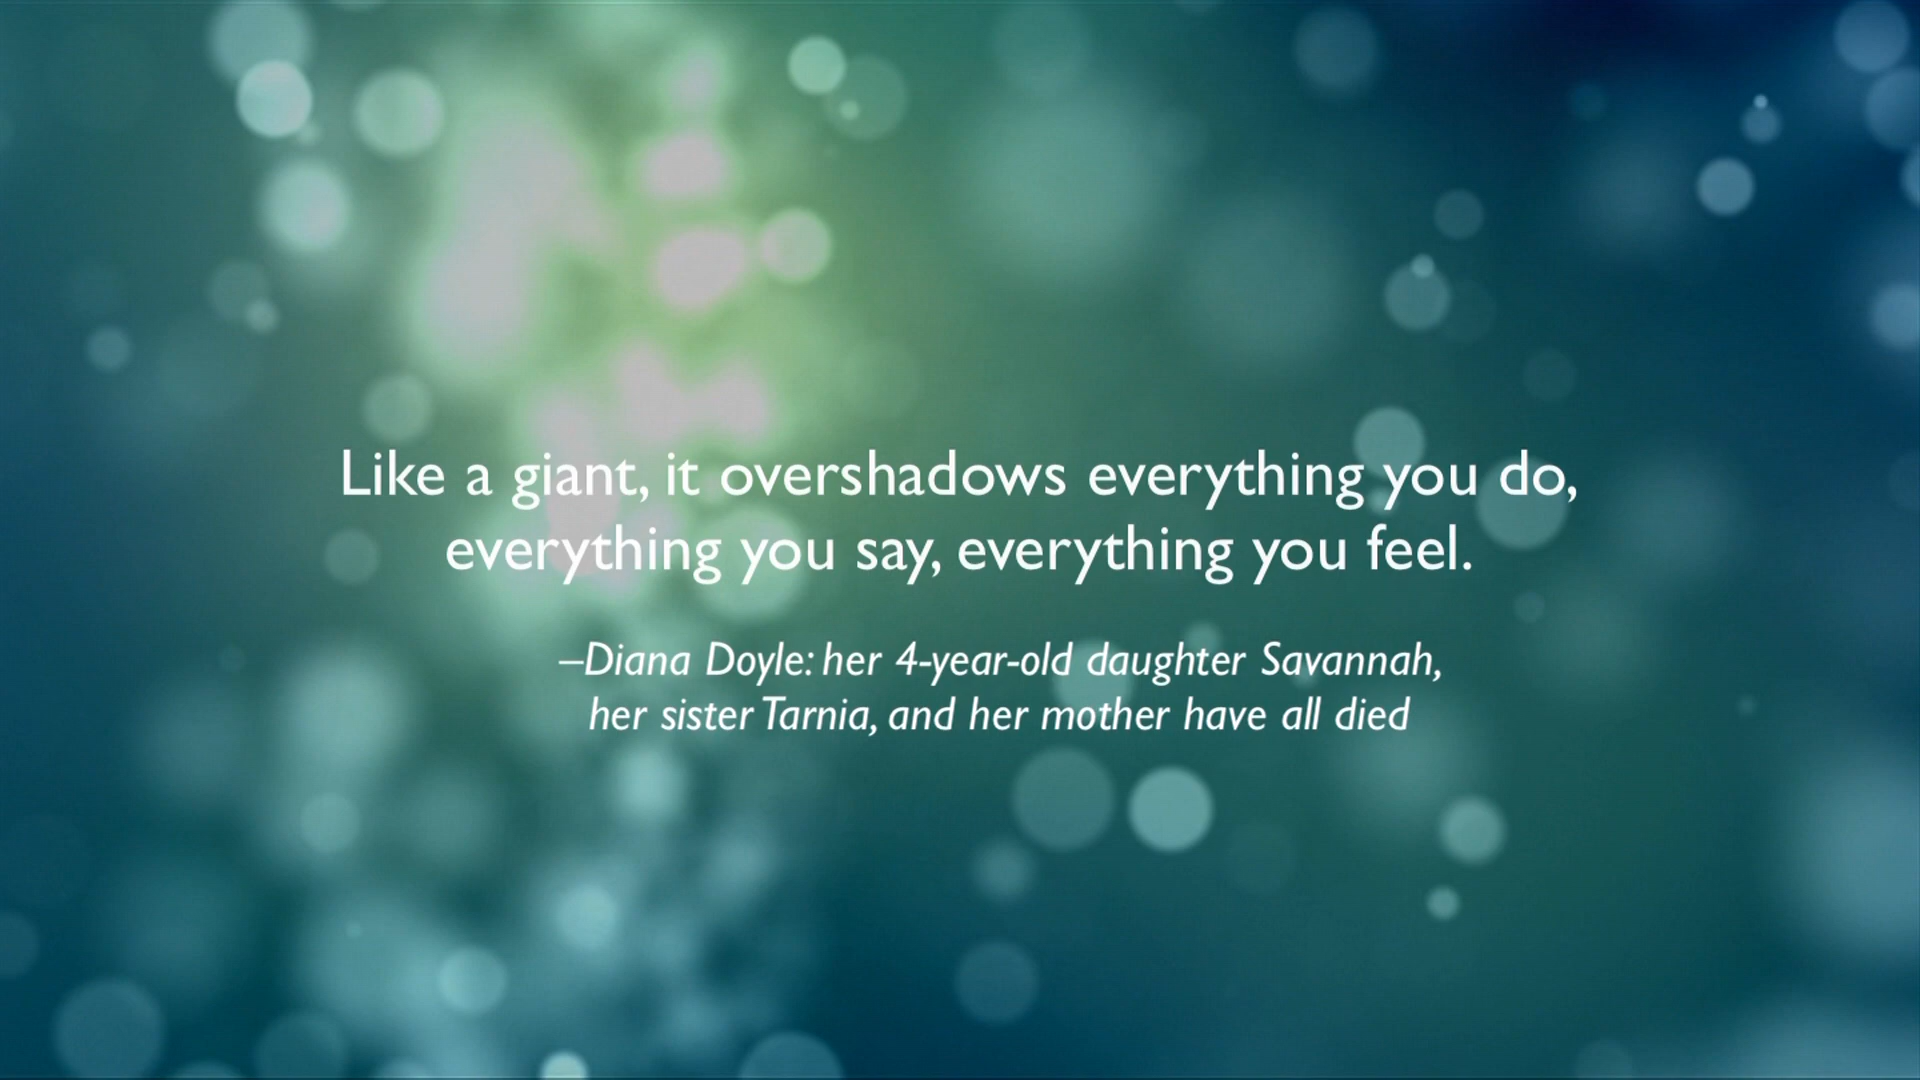 Like a giant, it overshadows everything you do,
everything you say, everything you feel.
–Diana Doyle: her 4-year-old daughter Savannah,
her sister Tarnia, and her mother have all died